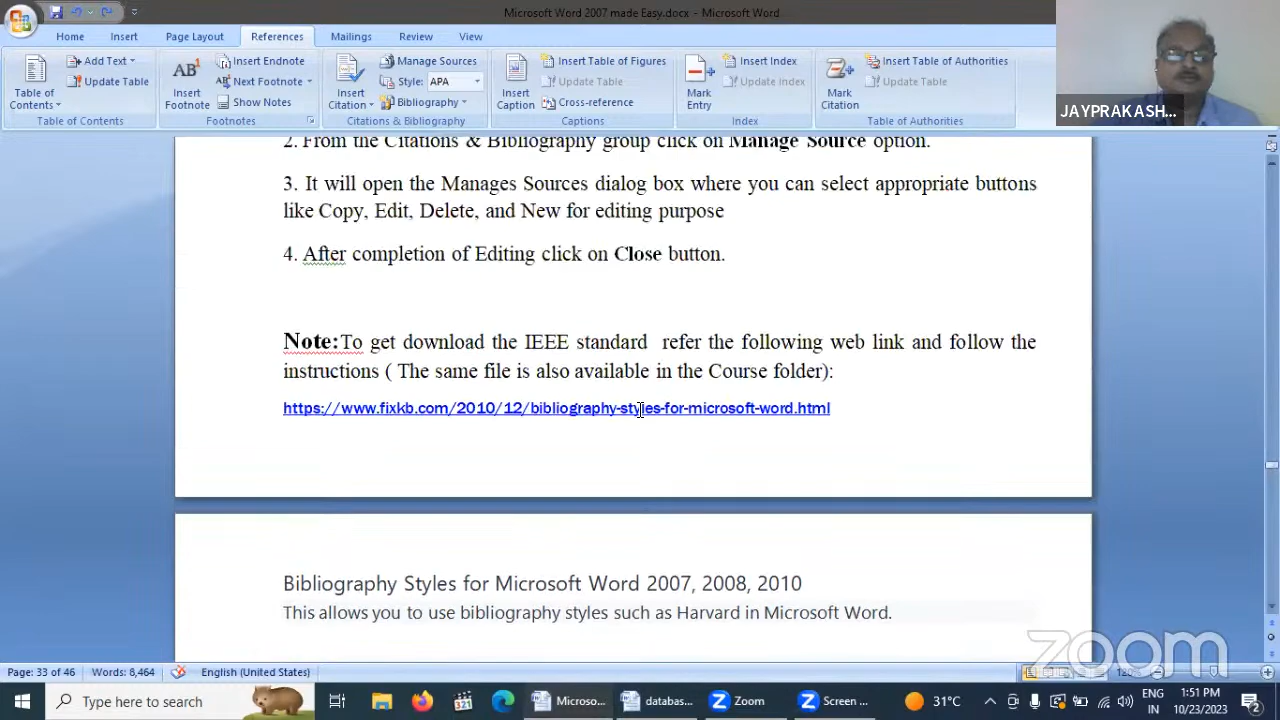 Microsoft Word 2007 made Easy.docx - Microsoft Word
Home Insert Page Layout References Mailings Review View
Table of Contents
Add Text
Update Table
Table of Contents
AB1
Insert Footnote
Insert Endnote
Next Footnote
Show Notes
Footnotes
Insert Citation
Manage Sources
Style: APA
Bibliography
Citations & Bibliography
Insert Caption
Insert Table of Figures
Update Table
Cross-reference
Captions
Mark Entry
Insert Index
Update Index
Index
Mark Citation
Insert Table of Authorities
Update Table
Table of Authorities
JAYPRAKASH...
2. From the Citations & Bibliography group click on Manage Source option.
3. It will open the Manages Sources dialog box where you can select appropriate buttons
like Copy, Edit, Delete, and New for editing purpose
4. After completion of Editing click on Close button.
Note:To get download the IEEE standard refer the following web link and follow the
instructions ( The same file is also available in the Course folder):
https://www.fixkb.com/2010/12/bibliography-styles-for-microsoft-word.html
Bibliography Styles for Microsoft Word 2007, 2008, 2010
This allows you to use bibliography styles such as Harvard in Microsoft Word.
zoom
Page: 33 of 46 Words: 8,464 English (United States)
Type here to search
321
Microso...
databas...
Zoom
Screen ...
31°C
ENG
IN
1:51 PM
10/23/2023
2